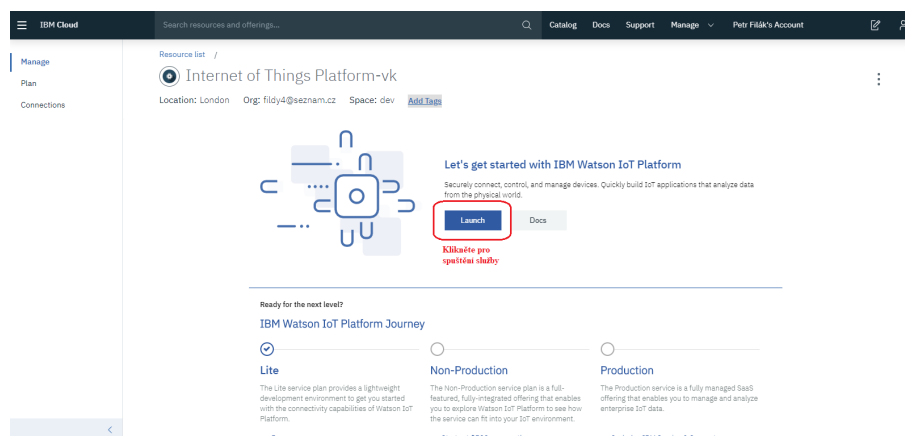 IBM Cloud
Search resources and offerings...
Catalog
Docs
Support
Manage
Petr Filák's Account
Manage
Plan
Connections
Resource list /
Internet of Things Platform-vk
Location: London Org: fildy4@seznam.cz Space: dev Add Tags
Let's get started with IBM Watson IoT Platform
Securely connect, control, and manage devices. Quickly build IoT applications that analyze data
from the physical world.
Launch
Docs
Klikněte pro
spuštění služby
Ready for the next level?
IBM Watson IoT Platform Journey
Lite
The Lite service plan provides a lightweight
development environment to get you started
with the connectivity capabilities of Watson IoT
Platform.
Non-Production
The Non-Production service plan is a full-
featured, fully-integrated offering that enables
you to explore Watson IoT Platform to see how
the service can fit into your IoT environment.
Production
The Production service is a fully managed SaaS
offering that enables you to manage and analyze
enterprise IoT data.